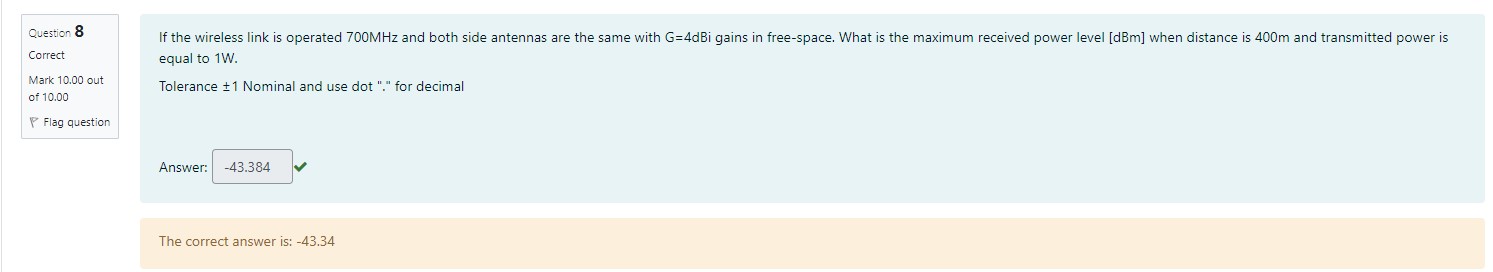 Question 8
Correct
Mark 10.00 out
of 10.00
Flag question
If the wireless link is operated 700MHz and both side antennas are the same with G=4dBi gains in free-space. What is the maximum received power level [dBm] when distance is 400m and transmitted power is
equal to 1W.
Tolerance ±1 Nominal and use dot "." for decimal
Answer: -43.384
The correct answer is: -43.34